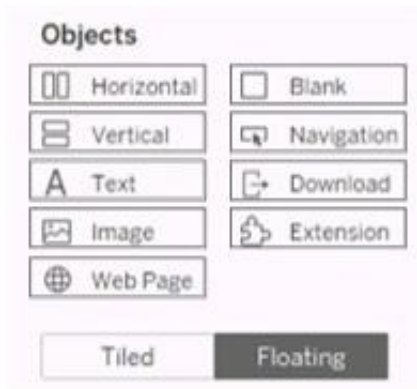 Objects
Horizontal Blank
Vertical Navigation
A Text Download
Image Extension
Web Page
Tiled Floating